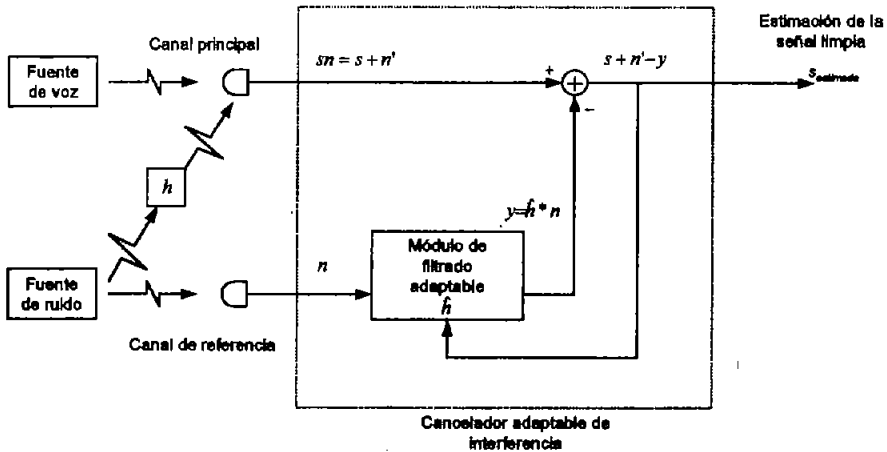 Estimación de la
señal limpia
Canal principal
Fuente
de voz
sn = s + n'
+
s + n' - y
s estimada
-
h
y=ĥ * n
Módulo de
filtrado
adaptable
ĥ
Fuente
de ruido
n
Canal de referencia
Cancelador adaptable de
interferencia